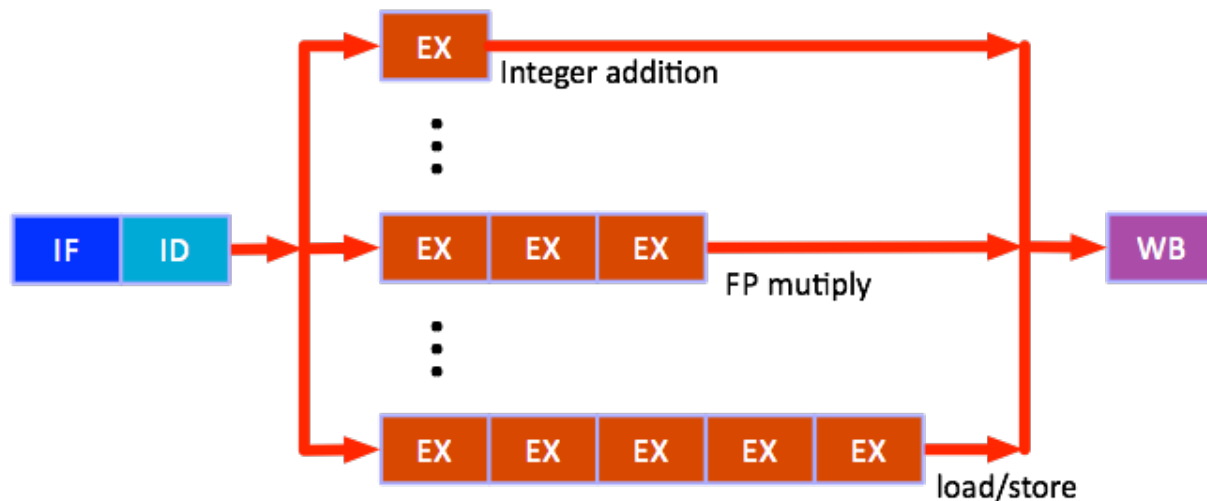 EX
Integer addition
IF ID EX EX EX WB
FP mutiply
EX EX EX EX EX
load/store